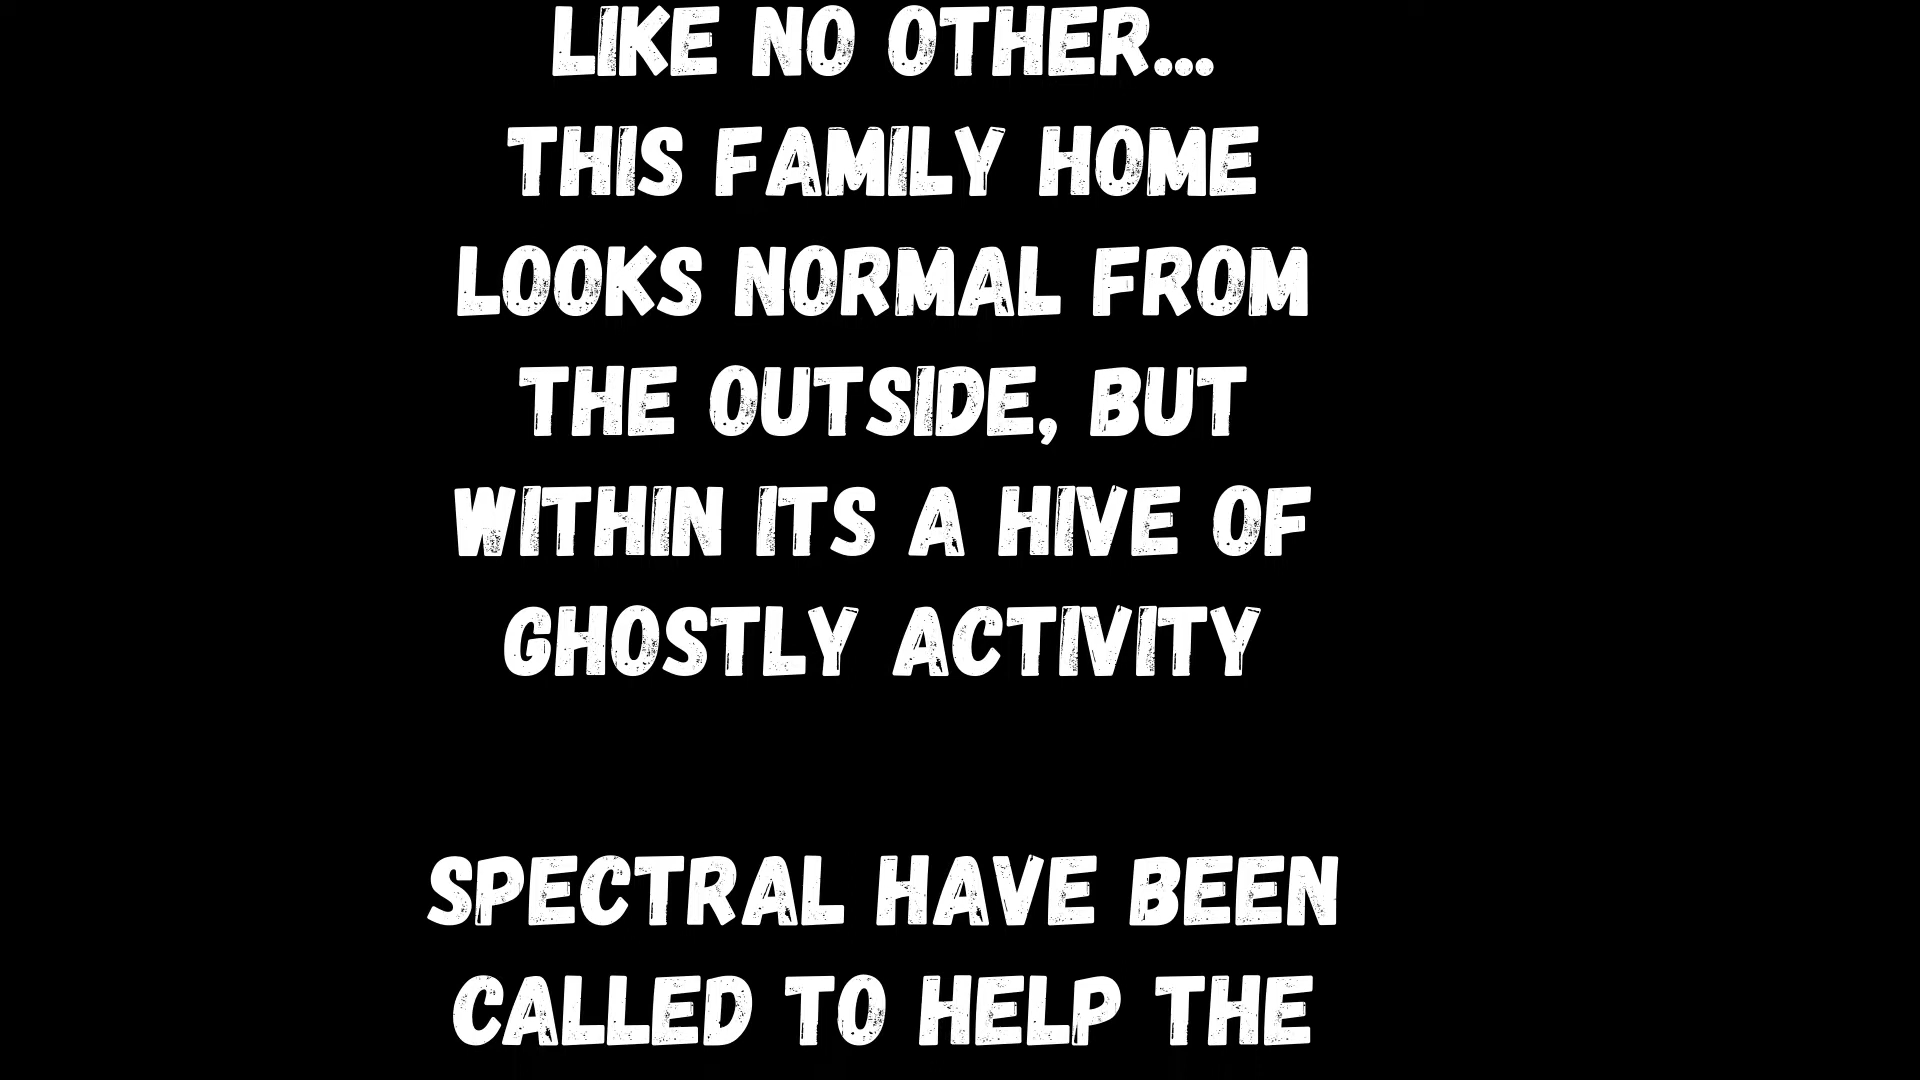 LIKE NO OTHER...
THIS FAMILY HOME
LOOKS NORMAL FROM
THE OUTSIDE, BUT
WITHIN ITS A HIVE OF
GHOSTLY ACTIVITY
SPECTRAL HAVE BEEN
CALLED TO HELP THE